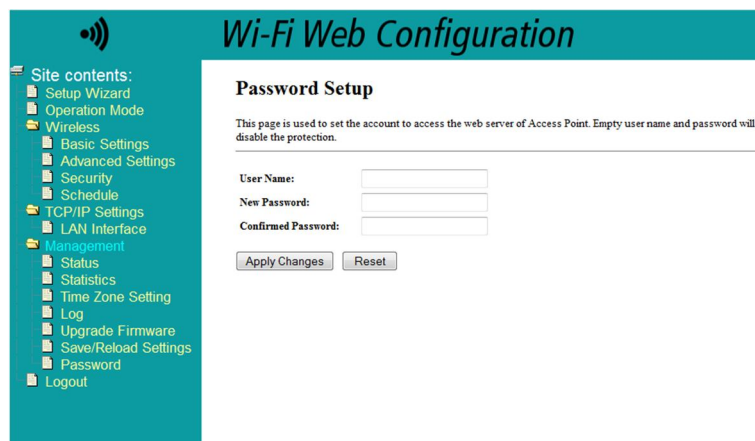 Wi-Fi Web Configuration
Site contents:
Setup Wizard
Operation Mode
Wireless
Basic Settings
Advanced Settings
Security
Schedule
TCP/IP Settings
LAN Interface
Management
Status
Statistics
Time Zone Setting
Log
Upgrade Firmware
Save/Reload Settings
Password
Logout
Password Setup
This page is used to set the account to access the web server of Access Point. Empty user name and password will
disable the protection.
User Name:
New Password:
Confirmed Password:
Apply Changes Reset